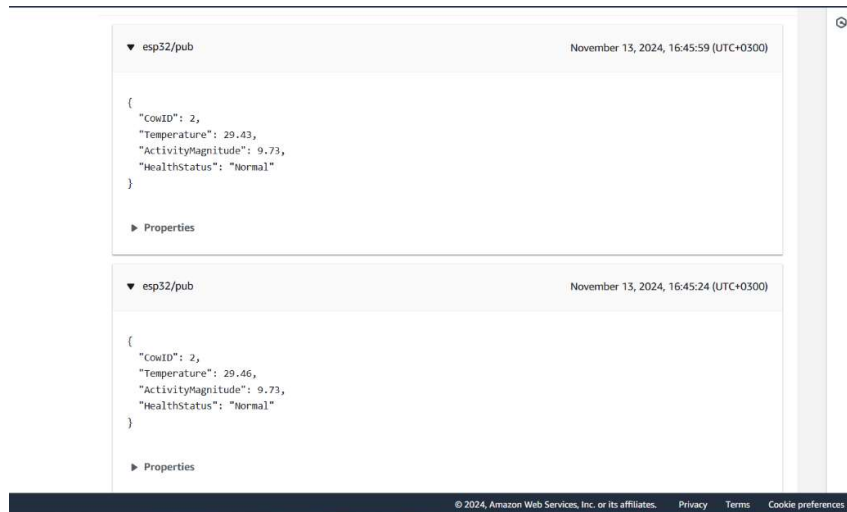 ▼ esp32/pub November 13, 2024, 16:45:59 (UTC+0300)
{
"CowID": 2,
"Temperature": 29.43,
"ActivityMagnitude": 9.73,
"HealthStatus": "Normal"
}
▶ Properties
▼ esp32/pub November 13, 2024, 16:45:24 (UTC+0300)
{
"CowID": 2,
"Temperature": 29.46,
"ActivityMagnitude": 9.73,
"HealthStatus": "Normal"
}
▶ Properties
© 2024, Amazon Web Services, Inc. or its affiliates. Privacy Terms Cookie preferences